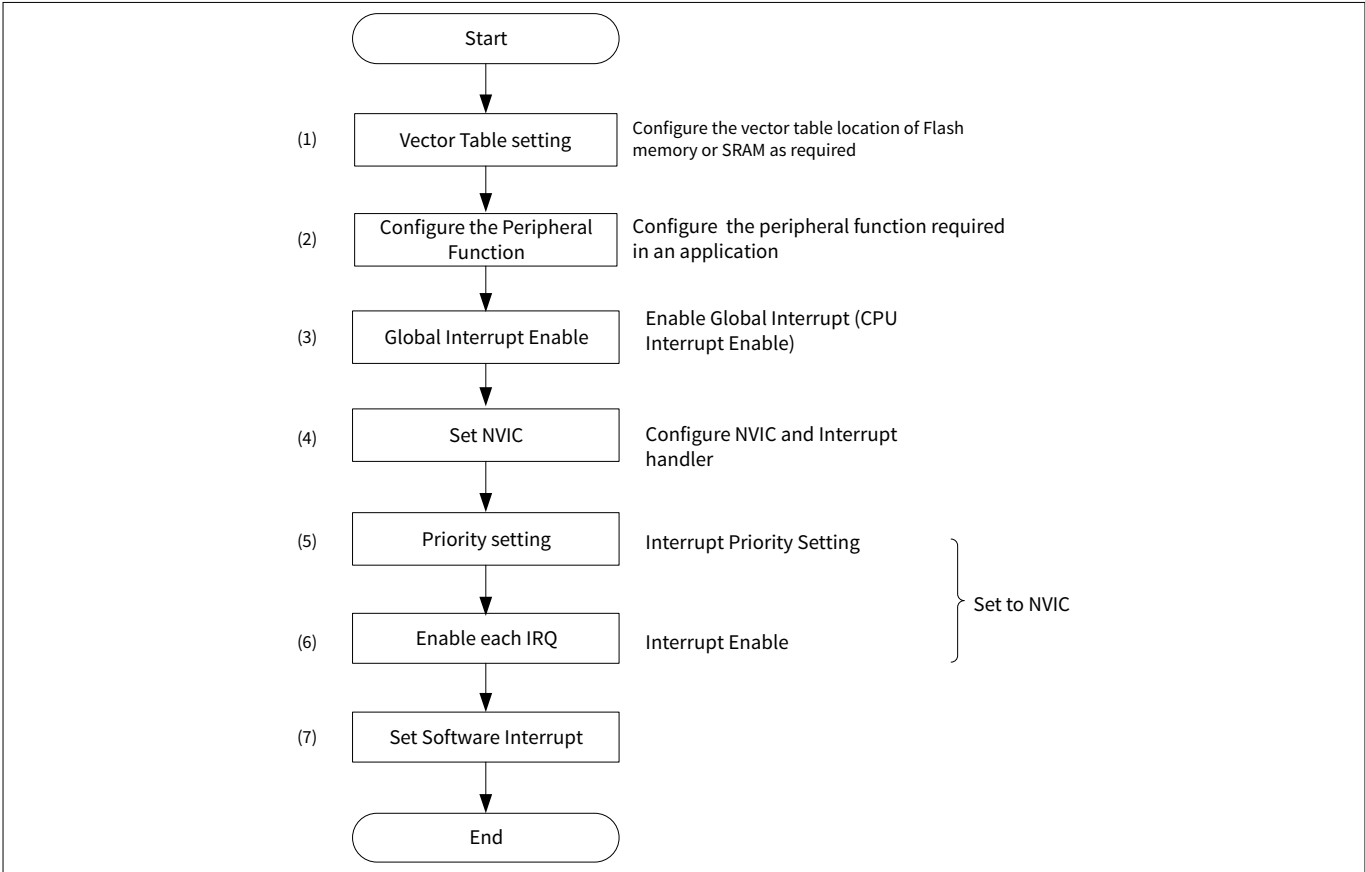 Start
(1)
Vector Table setting
Configure the vector table location of Flash
memory or SRAM as required
(2)
Configure the Peripheral
Function
Configure  the peripheral function required
in an application
(3)
Global Interrupt Enable
Enable Global Interrupt (CPU
Interrupt Enable)
(4)
Set NVIC
Configure NVIC and Interrupt
handler
(5)
Priority setting
Interrupt Priority Setting
Set to NVIC
(6)
Enable each IRQ
Interrupt Enable
(7)
Set Software Interrupt
End